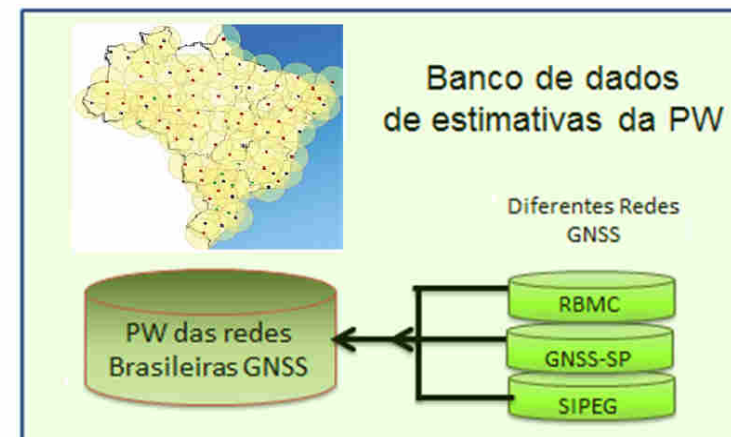 Banco de dados
de estimativas da PW
Diferentes Redes
GNSS
PW das redes
Brasileiras GNSS
RBMC
GNSS-SP
SIPEG